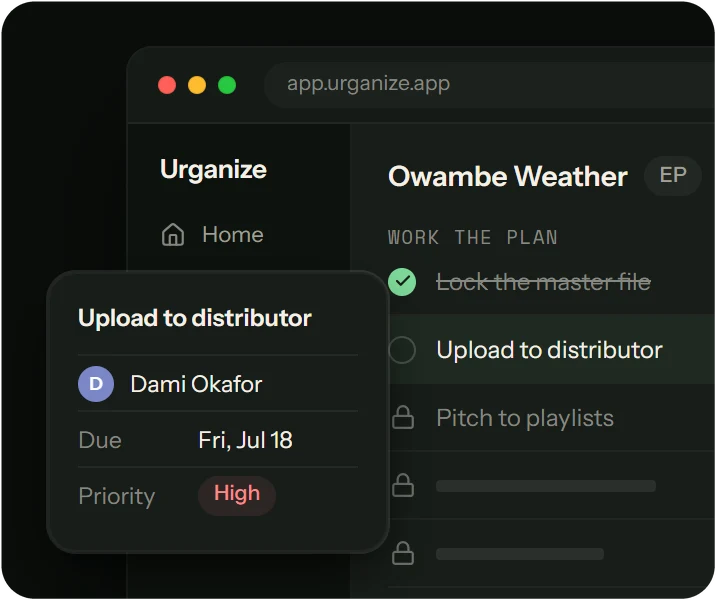 app.urganize.app
Urganize
Home
Owambe Weather
EP
WORK THE PLAN
Lock the master file
Upload to distributor
Pitch to playlists
Upload to distributor
D
Dami Okafor
Due
Fri, Jul 18
Priority
High